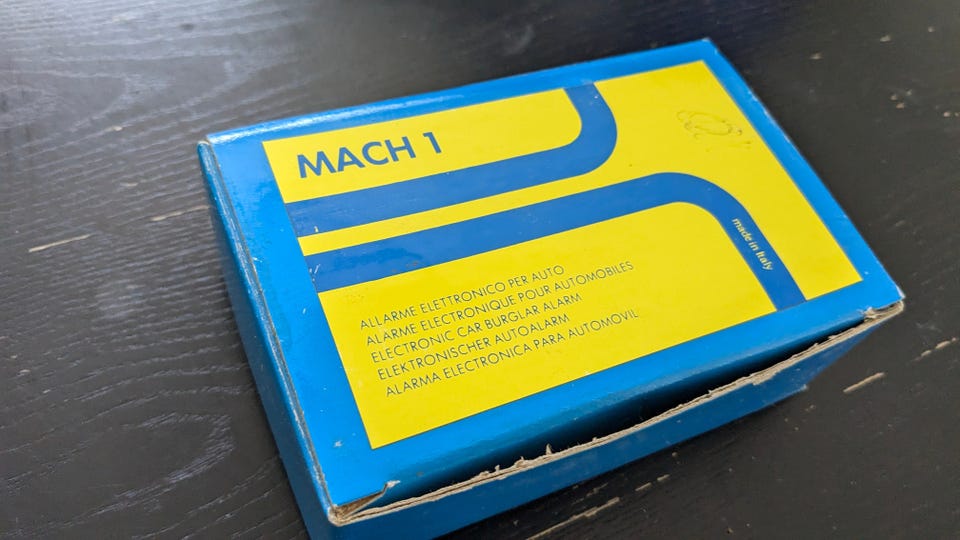 MACH 1
made in Italy
ALLARME ELETTRONICO PER AUTO
ALARME ELECTRONIQUE POUR AUTOMOBILES
ELECTRONIC CAR BURGLAR ALARM
ELEKTRONISCHER AUTOALARM
ALARMA ELECTRONICA PARA AUTOMOVIL